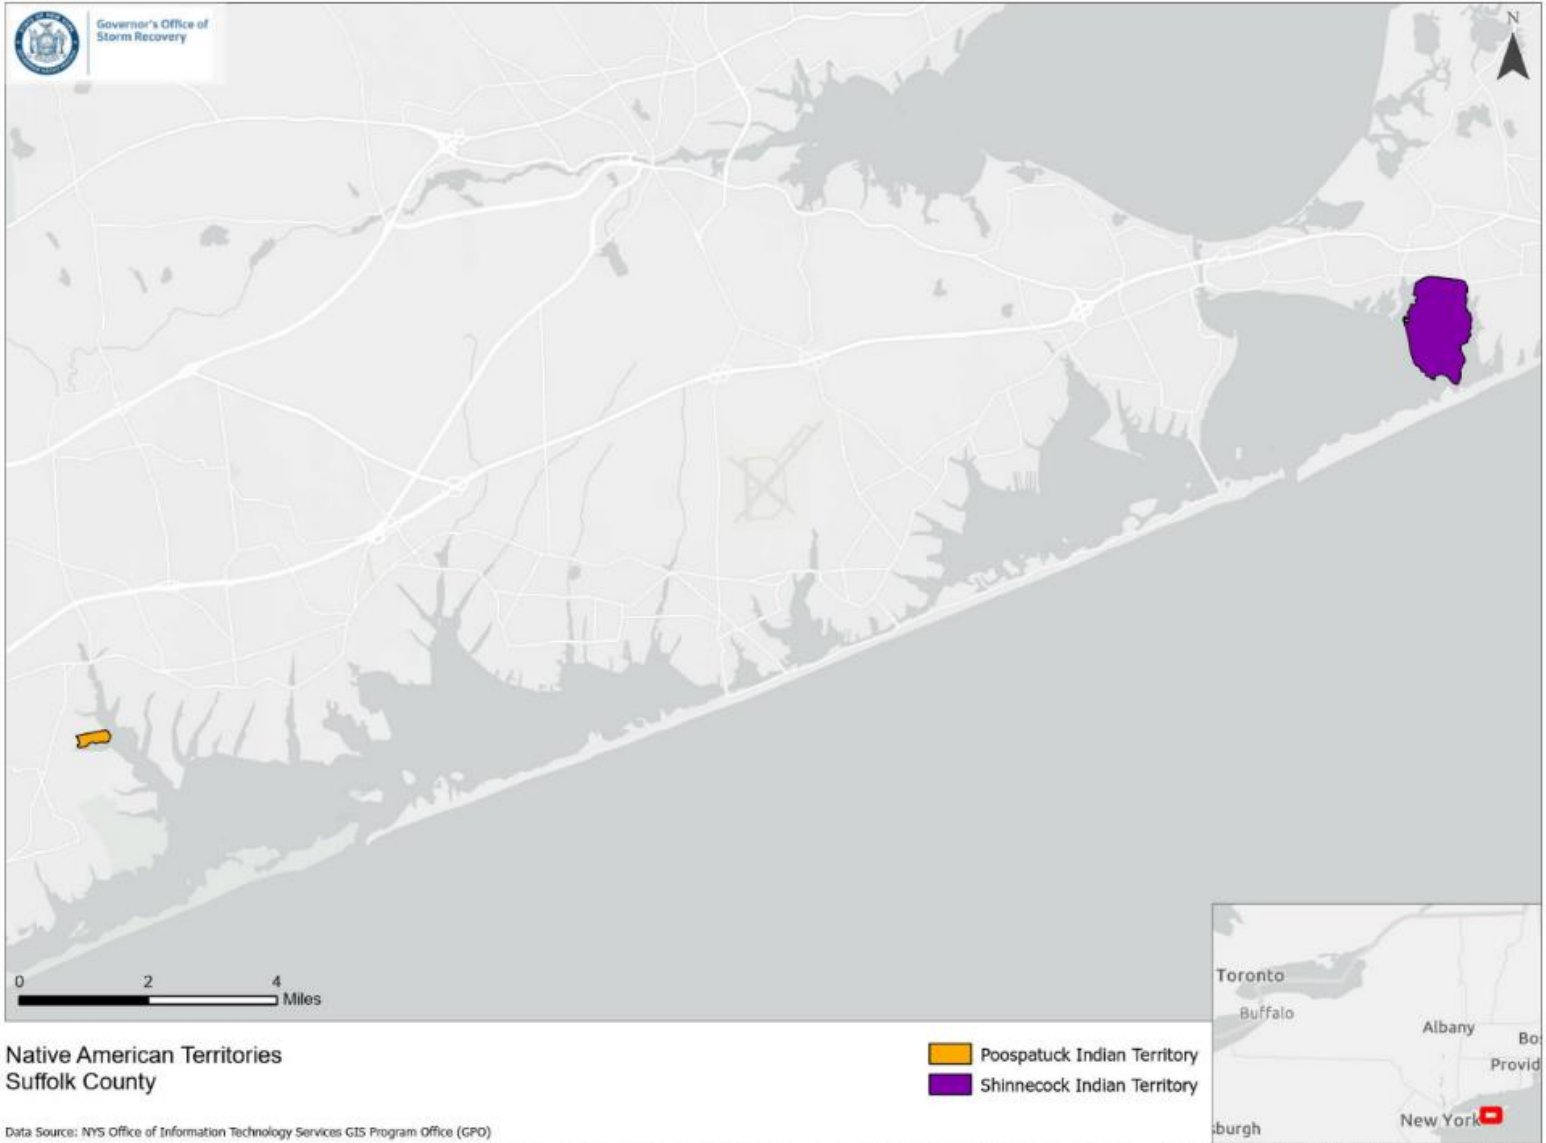 Governor's Office of
Storm Recovery
N
0 2 4
Miles
Toronto
Buffalo
Albany
Bo
Provid
New York
sburgh
Native American Territories
Suffolk County
Poospatuck Indian Territory
Shinnecock Indian Territory
Data Source: NYS Office of Information Technology Services GIS Program Office (GPO)